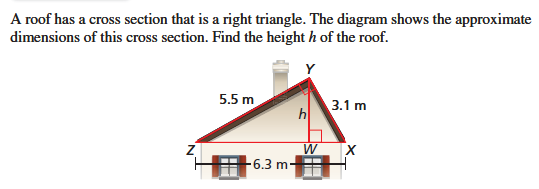 A roof has a cross section that is a right triangle. The diagram shows the approximate
dimensions of this cross section. Find the height h of the roof.
Y
5.5 m
3.1 m
h
Z
W
X
6.3 m